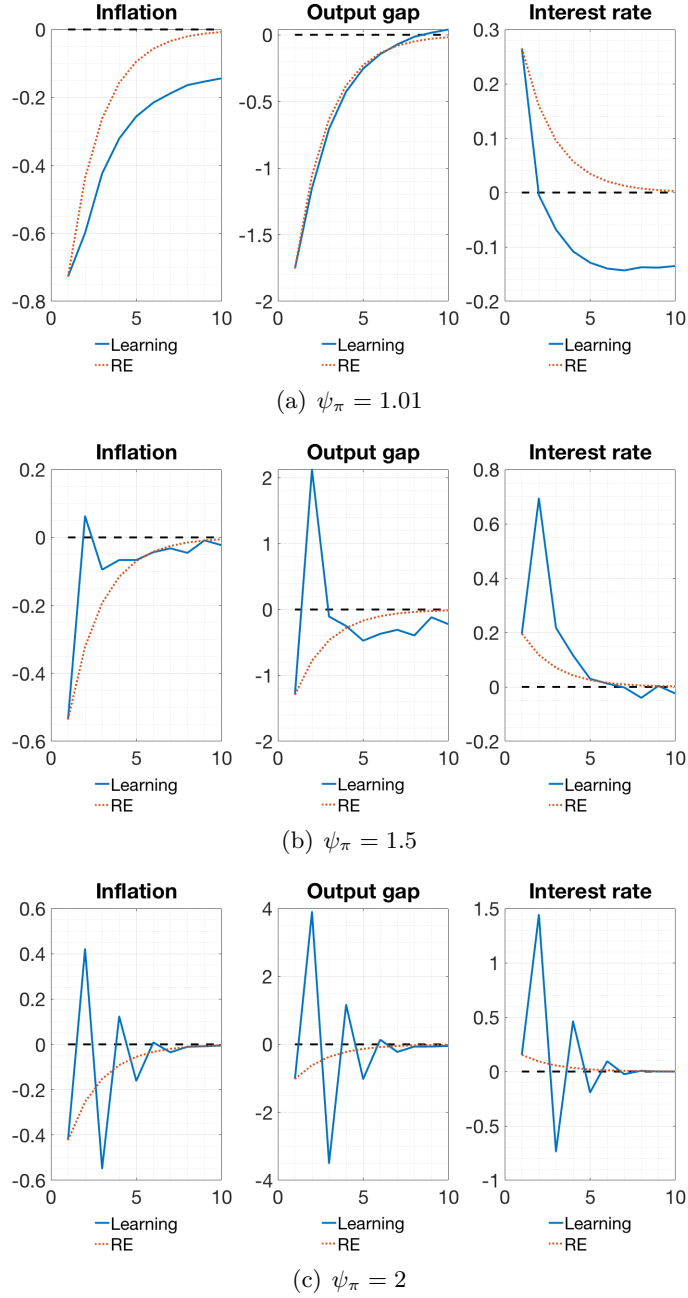 Inflation Output gap Interest rate
0 0 0.3
-0.2 -0.5 0.2
-0.4 -1 0.1
-0.6 -1.5 0
-0.8 -2 -0.1
-0.2
0 5 10 0 5 10 0 5 10
Learning Learning Learning
RE RE RE
(a) ψπ = 1.01
Inflation Output gap Interest rate
0.2 2 0.8
0 1 0.6
-0.2 0 0.4
-0.4 -1 0.2
-0.6 -2 0
-0.2
0 5 10 0 5 10 0 5 10
Learning Learning Learning
RE RE RE
(b) ψπ = 1.5
Inflation Output gap Interest rate
0.6 4 1.5
0.4 2 1
0.2 0 0.5
0 -2 0
-0.2 -4 -0.5
-0.4 -1
-0.6
0 5 10 0 5 10 0 5 10
Learning Learning Learning
RE RE RE
(c) ψπ = 2